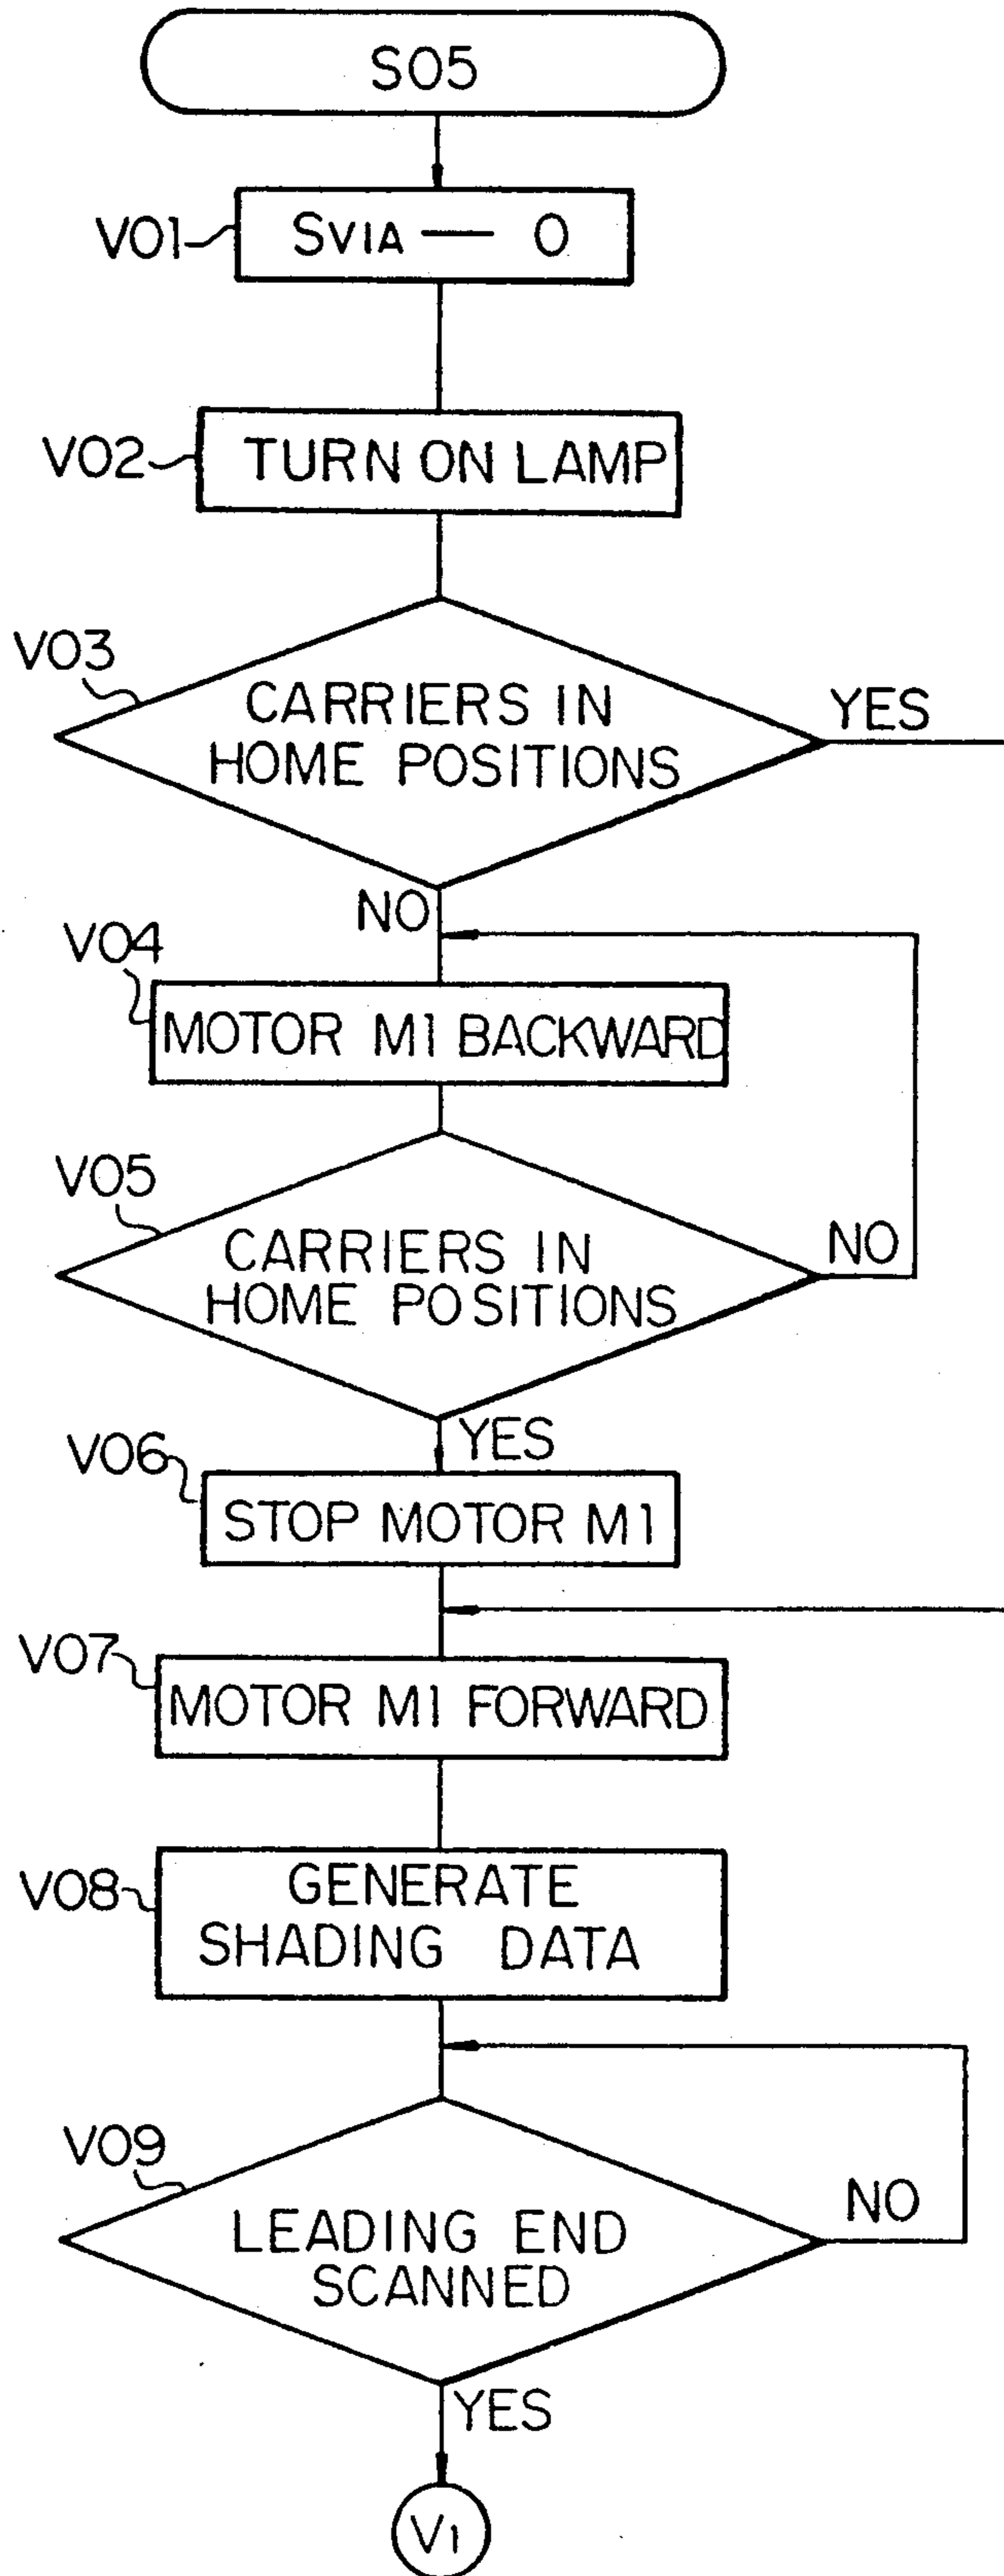 S05
V01
SVIA — 0
V02
TURN ON LAMP
V03
CARRIERS IN
HOME POSITIONS
YES
NO
V04
MOTOR M1 BACKWARD
V05
CARRIERS IN
HOME POSITIONS
NO
YES
V06
STOP MOTOR M1
V07
MOTOR M1 FORWARD
V08
GENERATE
SHADING DATA
V09
LEADING END
SCANNED
NO
YES
V1